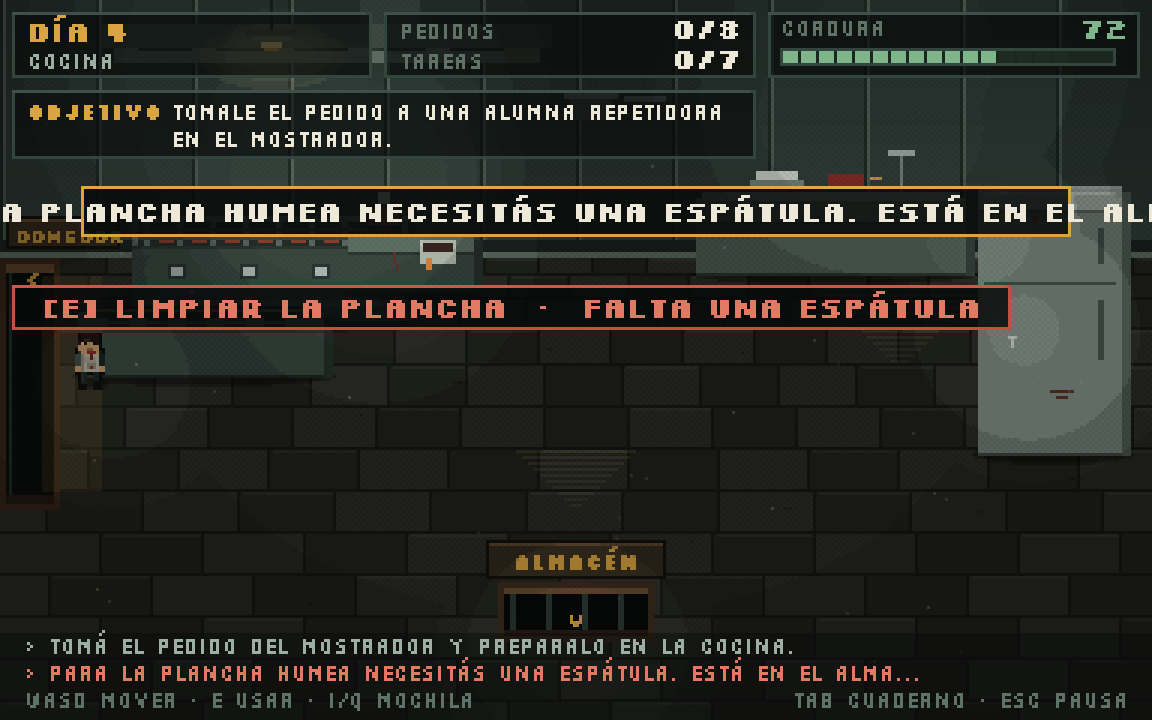 DÍA 4
COCINA
PEDIDOS 0/8
TAREAS 0/7
CORDURA 72
OBJETIVO TOMALE EL PEDIDO A UNA ALUMNA REPETIDORA
EN EL MOSTRADOR.
A PLANCHA HUMEA NECESITÁS UNA ESPÁTULA. ESTÁ EN EL AL
COMEDOR
[E] LIMPIAR LA PLANCHA · FALTA UNA ESPÁTULA
ALMACÉN
> TOMÁ EL PEDIDO DEL MOSTRADOR Y PREPARALO EN LA COCINA.
> PARA LA PLANCHA HUMEA NECESITÁS UNA ESPÁTULA. ESTÁ EN EL ALMA...
WASD MOVER · E USAR · I/Q MOCHILA
TAB CUADERNO · ESC PAUSA